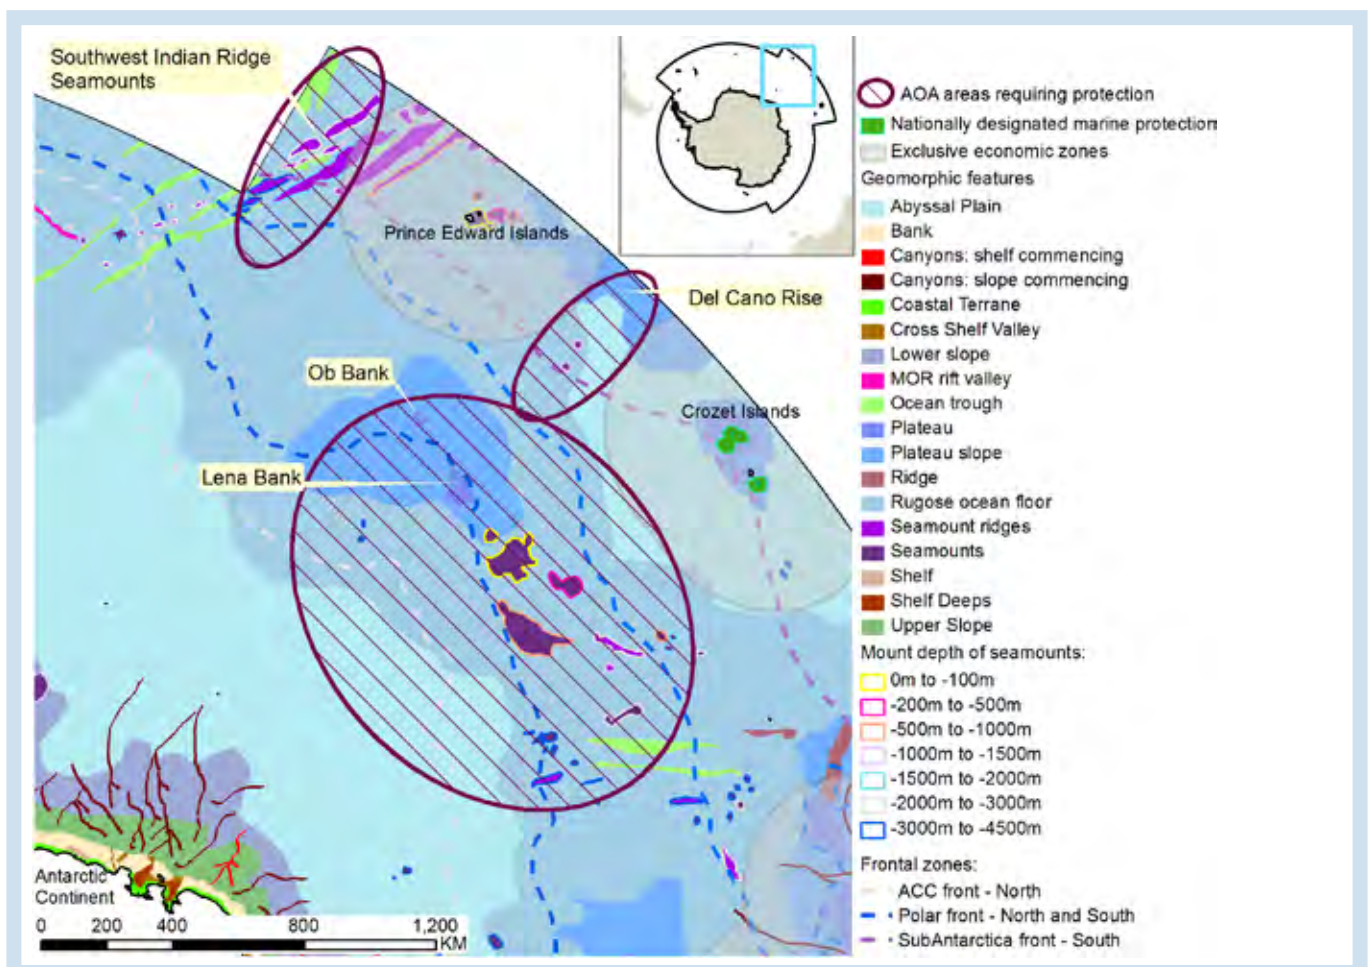 Southwest Indian Ridge
Seamounts
Prince Edward Islands
Del Cano Rise
Ob Bank
Crozet Islands
Lena Bank
Antarctic
Continent
0 200 400 800 1,200
KM
AOA areas requiring protection
Nationally designated marine protection
Exclusive economic zones
Geomorphic features
Abyssal Plain
Bank
Canyons: shelf commencing
Canyons: slope commencing
Coastal Terrane
Cross Shelf Valley
Lower slope
MOR rift valley
Ocean trough
Plateau
Plateau slope
Ridge
Rugose ocean floor
Seamount ridges
Seamounts
Shelf
Shelf Deeps
Upper Slope
Mount depth of seamounts:
0m to -100m
-200m to -500m
-500m to -1000m
-1000m to -1500m
-1500m to -2000m
-2000m to -3000m
-3000m to -4500m
Frontal zones:
ACC front - North
Polar front - North and South
SubAntarctica front - South